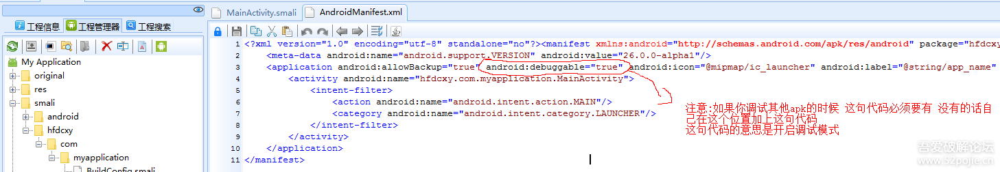 MainActivity.smali
AndroidManifest.xml
工程信息
工程管理器
工程搜索
My Application
original
res
smali
android
hfdcxy
com
myapplication
BuildConfig.smali
1 <?xml version="1.0" encoding="utf-8" standalone="no"?><manifest xmlns:android="http://schemas.android.com/apk/res/android" package="hfdcxy
2 <meta-data android:name="android.support.VERSION" android:value="26.0.0-alpha1"/>
3 <application android:allowBackup="true" android:debuggable="true" android:icon="@mipmap/ic_launcher" android:label="@string/app_name"
4 <activity android:name="hfdcxy.com.myapplication.MainActivity">
5 <intent-filter>
6 <action android:name="android.intent.action.MAIN"/>
7 <category android:name="android.intent.category.LAUNCHER"/>
8 </intent-filter>
9 </activity>
10 </application>
11 </manifest>
注意:如果你调试其他apk的时候 这句代码必须要有 没有的话自
己在这个位置加上这句代码
这句代码的意思是开启调试模式
吾爱破解论坛
www.52pojie.cn